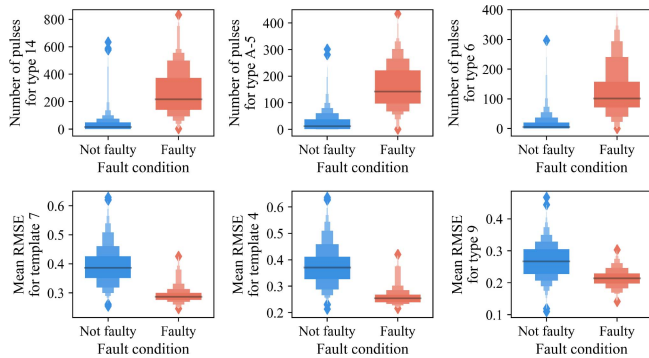 Number of pulses
for type 14
800
600
400
200
0
Not faulty Faulty
Fault condition
Number of pulses
for type A-5
400
300
200
100
0
Not faulty Faulty
Fault condition
Number of pulses
for type 6
400
300
200
100
0
Not faulty Faulty
Fault condition
Mean RMSE
for template 7
0.6
0.5
0.4
0.3
Not faulty Faulty
Fault condition
Mean RMSE
for template 4
0.6
0.5
0.4
0.3
0.2
Not faulty Faulty
Fault condition
Mean RMSE
for type 9
0.4
0.3
0.2
0.1
Not faulty Faulty
Fault condition